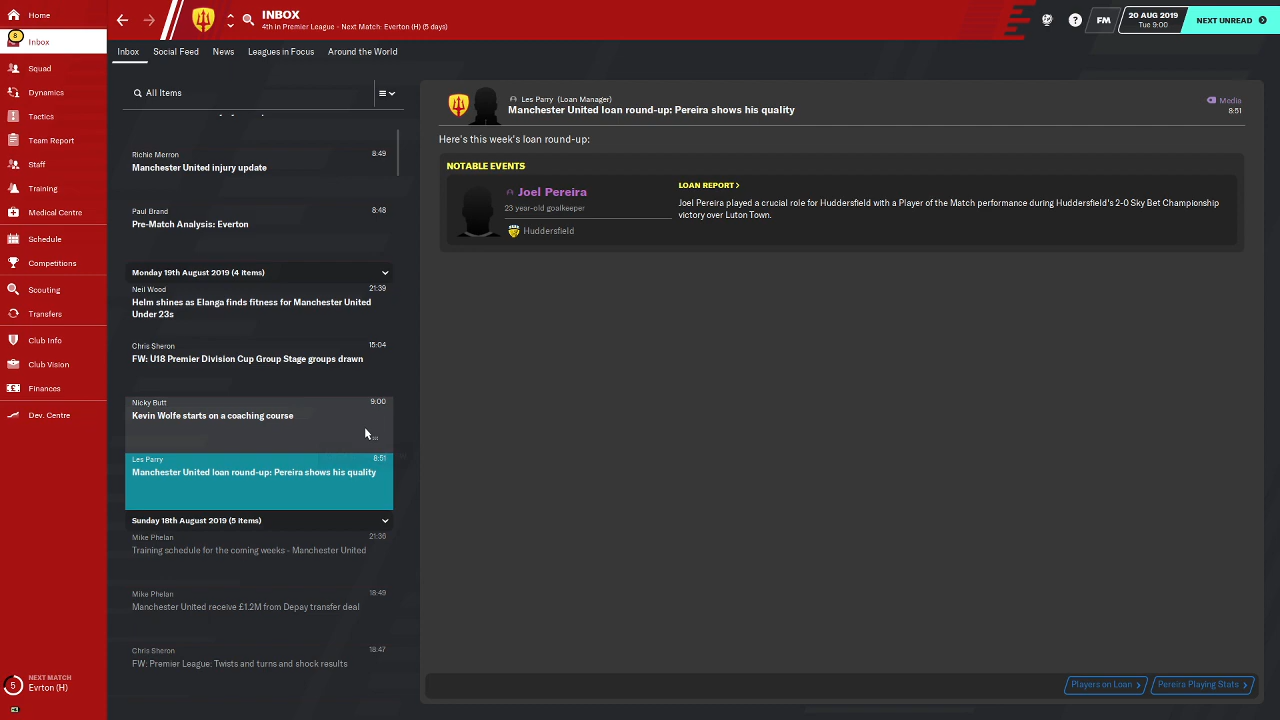 Home
Inbox
8
Squad
Dynamics
Tactics
Team Report
Staff
Training
Medical Centre
Schedule
Competitions
Scouting
Transfers
Club Info
Club Vision
Finances
Dev. Centre
5
NEXT MATCH
Evrton (H)
INBOX
4th in Premier League - Next Match: Everton (H) (5 days)
?
FM
20 AUG 2019
Tue 9:00
NEXT UNREAD
Inbox
Social Feed
News
Leagues in Focus
Around the World
All Items
Richie Merron
8:49
Manchester United injury update
Paul Brand
8:48
Pre-Match Analysis: Everton
Monday 19th August 2019 (4 Items)
Neil Wood
21:39
Helm shines as Elanga finds fitness for Manchester United
Under 23s
Chris Sheron
15:04
FW: U18 Premier Division Cup Group Stage groups drawn
Nicky Butt
9:00
Kevin Wolfe starts on a coaching course
Les Parry
8:51
Manchester United loan round-up: Pereira shows his quality
Sunday 18th August 2019 (5 Items)
Mike Phelan
21:36
Training schedule for the coming weeks - Manchester United
Mike Phelan
18:49
Manchester United receive £1.2M from Depay transfer deal
Chris Sheron
18:47
FW: Premier League: Twists and turns and shock results
Les Parry (Loan Manager)
Manchester United loan round-up: Pereira shows his quality
Media
8:51
Here's this week's loan round-up:
NOTABLE EVENTS
Joel Pereira
23 year-old goalkeeper
Huddersfield
LOAN REPORT >
Joel Pereira played a crucial role for Huddersfield with a Player of the Match performance during Huddersfield's 2-0 Sky Bet Championship
victory over Luton Town.
Players on Loan >
Pereira Playing Stats >